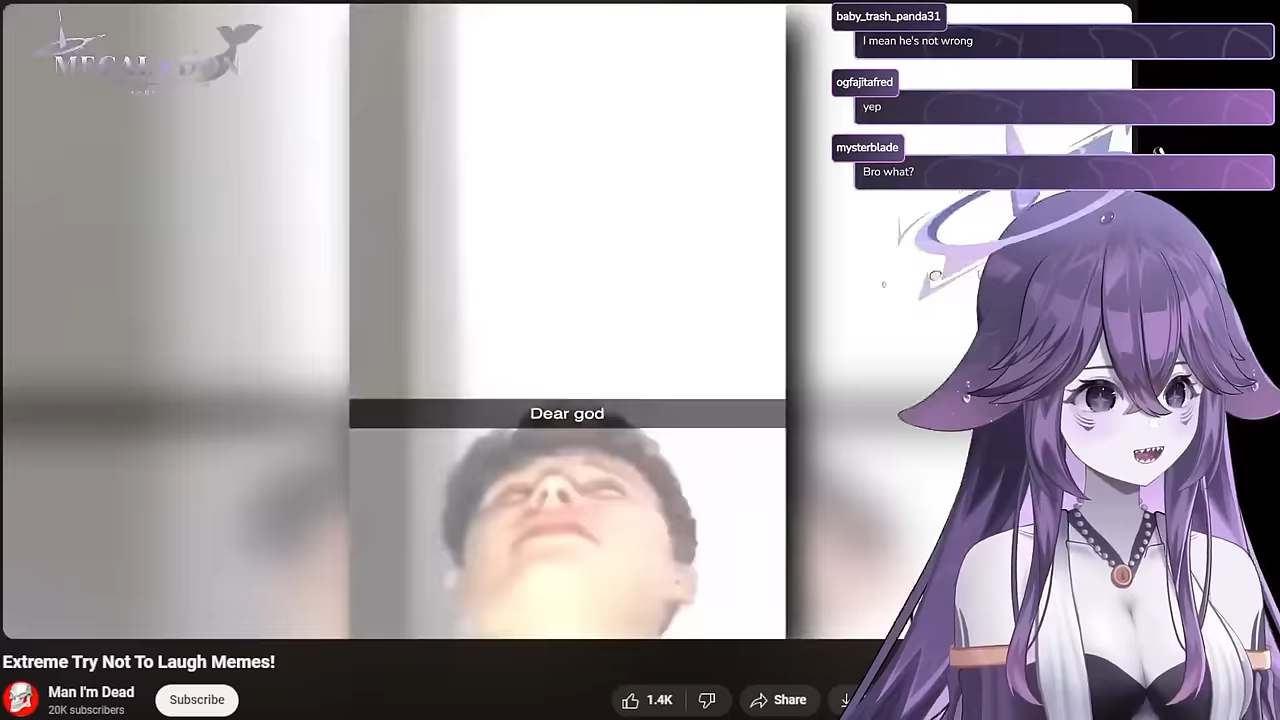 baby_trash_panda31
I mean he's not wrong
ogfajitafred
yep
mysterblade
Bro what?
Dear god
Extreme Try Not To Laugh Memes!
Man I'm Dead
20K subscribers
Subscribe
1.4K
Share